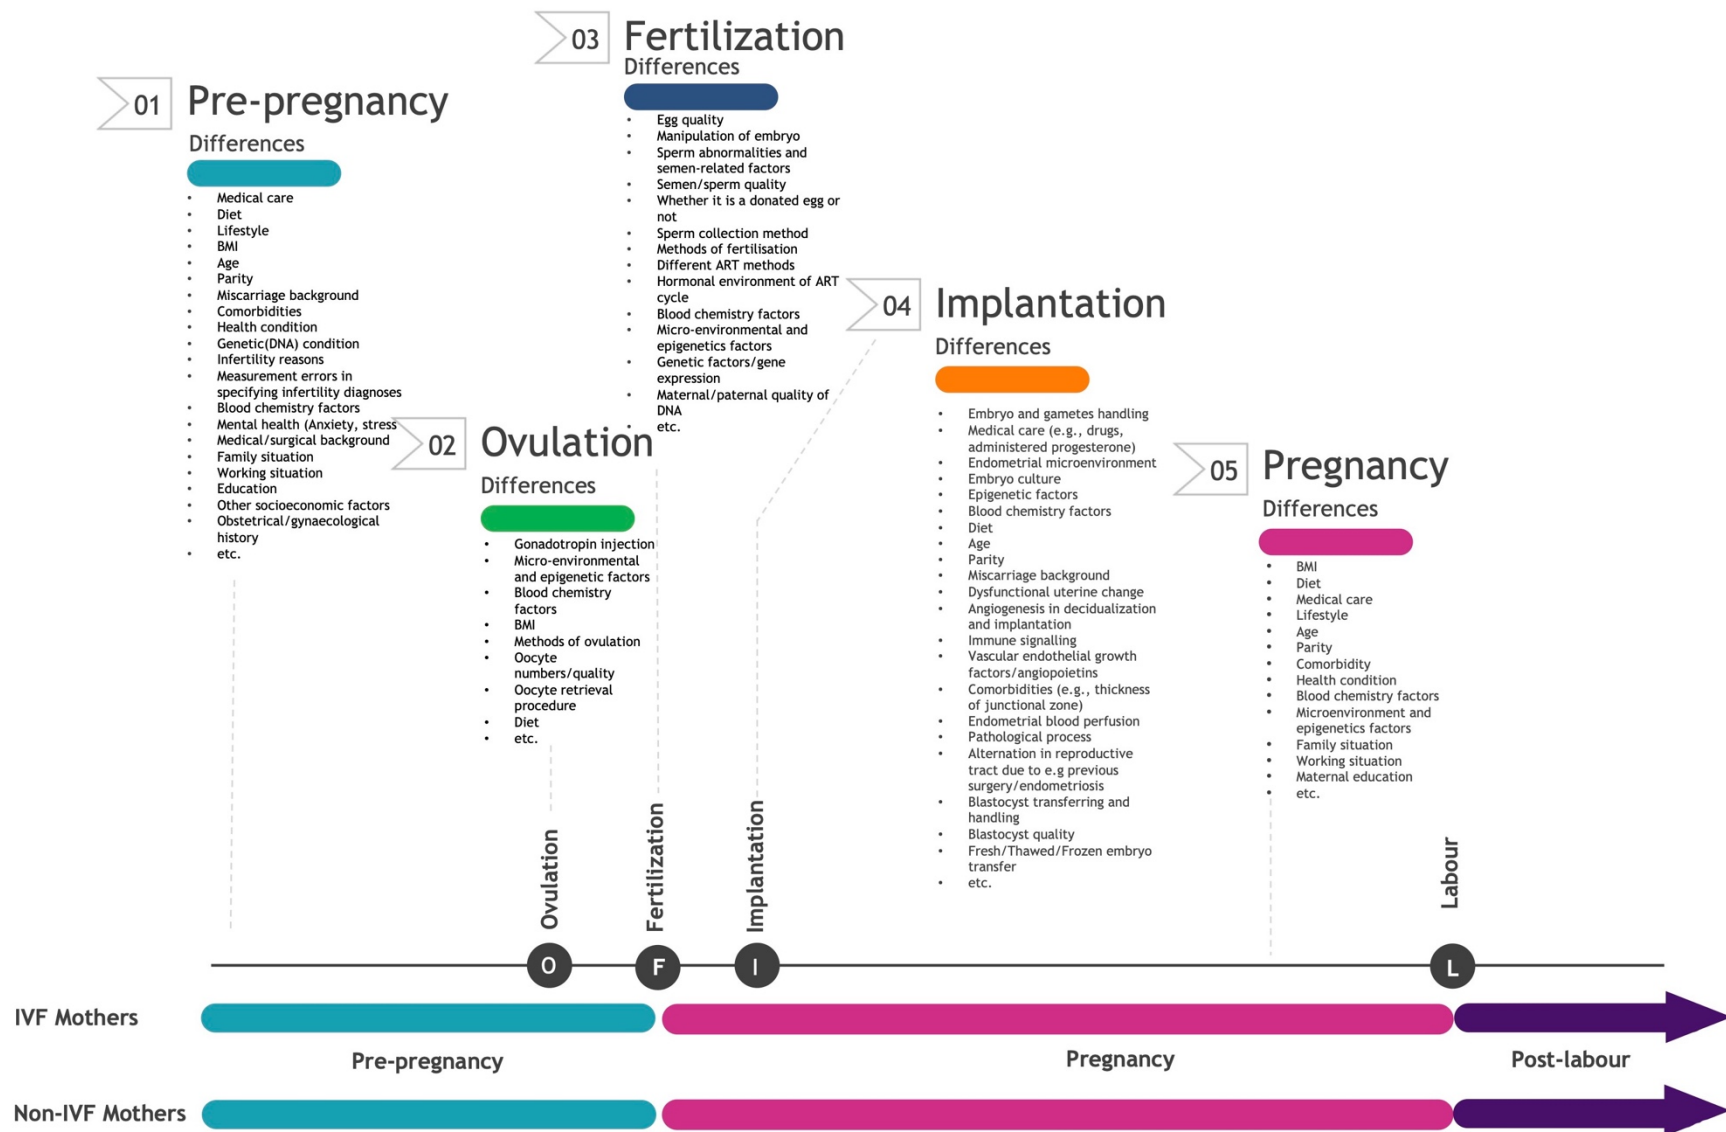 01
Pre-pregnancy
Differences
• Medical care
• Diet
• Lifestyle
• BMI
• Age
• Parity
• Miscarriage background
• Comorbidities
• Health condition
• Genetic(DNA) condition
• Infertility reasons
• Measurement errors in
specifying infertility diagnoses
• Blood chemistry factors
• Mental health (Anxiety, stress
• Medical/surgical background
• Family situation
• Working situation
• Education
• Other socioeconomic factors
• Obstetrical/gynaecological
history
• etc.
02
Ovulation
Differences
• Gonadotropin injection
• Micro-environmental
and epigenetic factors
• Blood chemistry
factors
• BMI
• Methods of ovulation
• Oocyte
numbers/quality
• Oocyte retrieval
procedure
• Diet
• etc.
03
Fertilization
Differences
• Egg quality
• Manipulation of embryo
• Sperm abnormalities and
semen-related factors
• Semen/sperm quality
• Whether it is a donated egg or
not
• Sperm collection method
• Methods of fertilisation
• Different ART methods
• Hormonal environment of ART
cycle
• Blood chemistry factors
• Micro-environmental and
epigenetics factors
• Genetic factors/gene
expression
• Maternal/paternal quality of
DNA
• etc.
04
Implantation
Differences
• Embryo and gametes handling
• Medical care (e.g., drugs,
administered progesterone)
• Endometrial microenvironment
• Embryo culture
• Epigenetic factors
• Blood chemistry factors
• Diet
• Age
• Parity
• Miscarriage background
• Dysfunctional uterine change
• Angiogenesis in decidualization
and implantation
• Immune signalling
• Vascular endothelial growth
factors/angiopoietins
• Comorbidities (e.g., thickness
of junctional zone)
• Endometrial blood perfusion
• Pathological process
• Alternation in reproductive
tract due to e.g previous
surgery/endometriosis
• Blastocyst transferring and
handling
• Blastocyst quality
• Fresh/Thawed/Frozen embryo
transfer
• etc.
05
Pregnancy
Differences
• BMI
• Diet
• Medical care
• Lifestyle
• Age
• Parity
• Comorbidity
• Health condition
• Blood chemistry factors
• Microenvironment and
epigenetics factors
• Family situation
• Working situation
• Maternal education
• etc.
Ovulation
Fertilization
Implantation
Labour
O
F
I
L
IVF Mothers
Pre-pregnancy
Pregnancy
Post-labour
Non-IVF Mothers